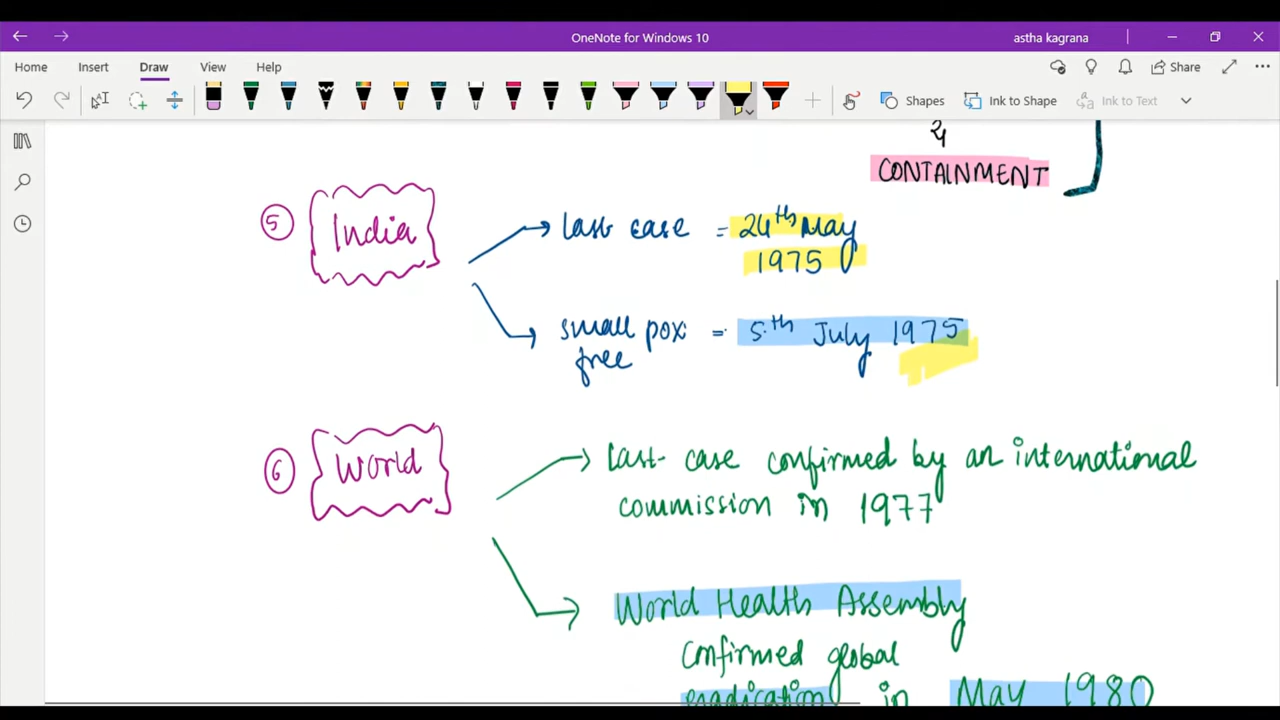 OneNote for Windows 10
astha kagrana
Home Insert Draw View Help
Share
Shapes Ink to Shape Ink to Text
&
CONTAINMENT
5 India
last case = 24th May
1975
small pox = 5th July 1975
free
6 World
last case confirmed by an international
commission in 1977
World Health Assembly
confirmed global
eradication in May 1980